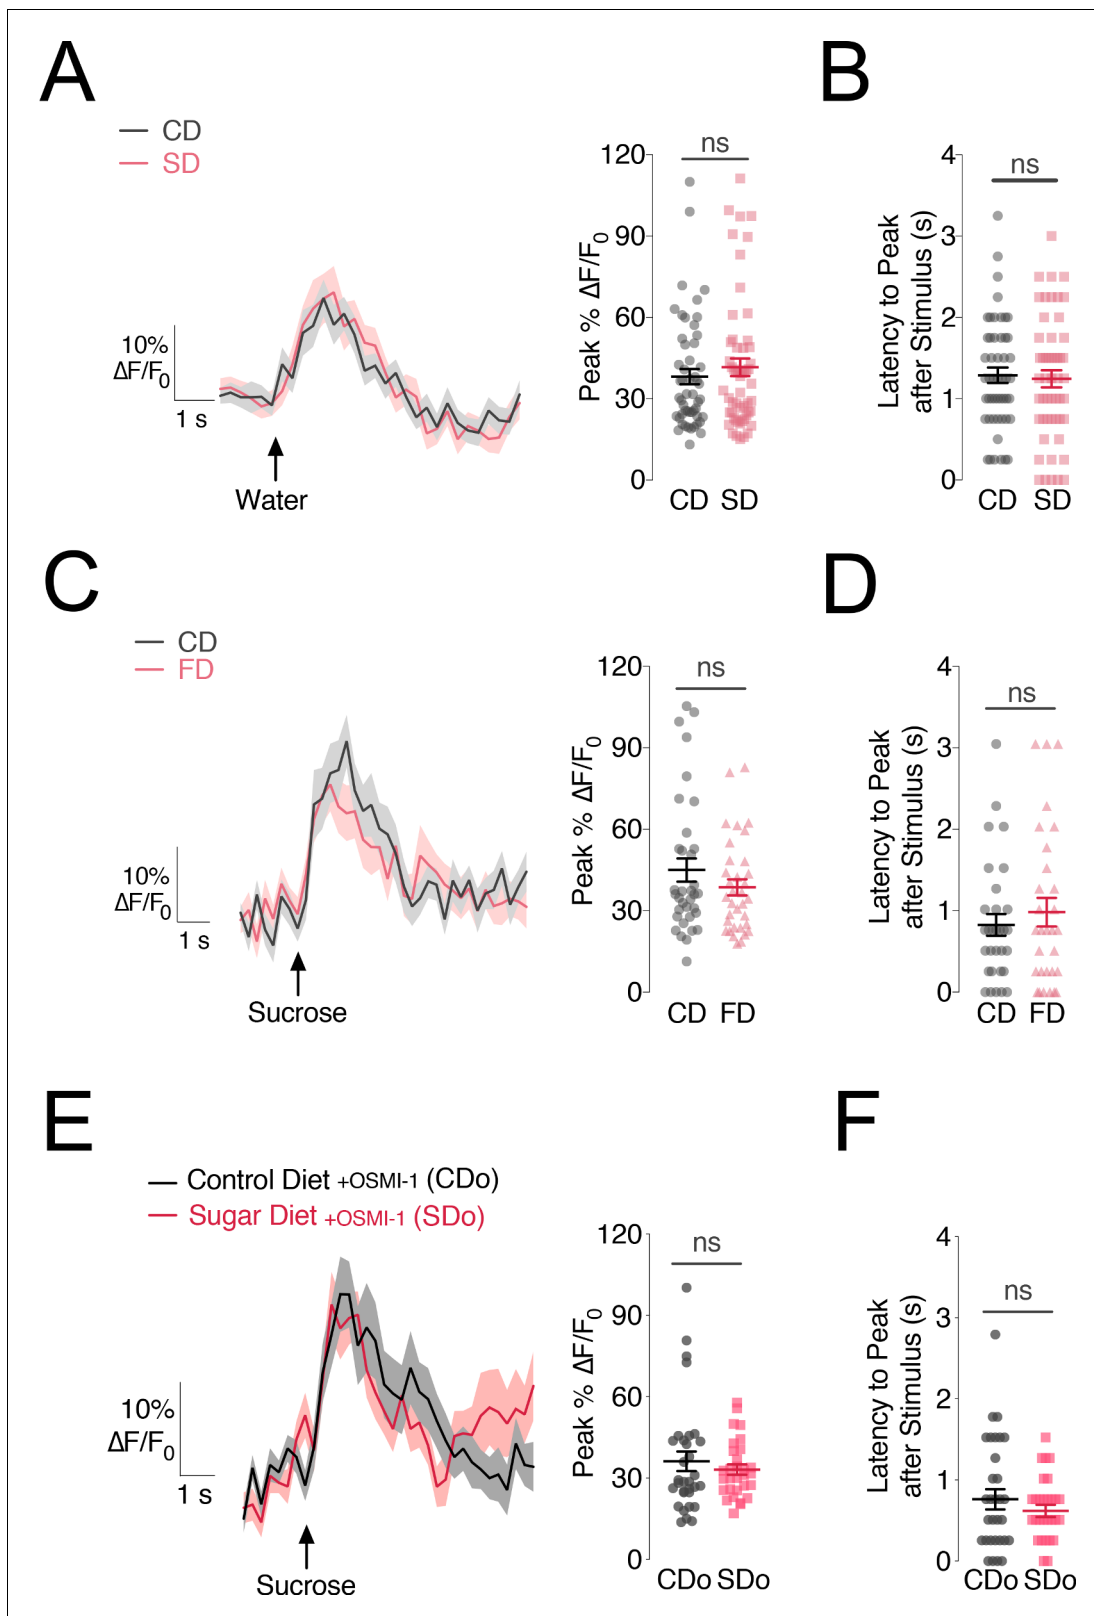 A
B
CD
SD
10%
ΔF/F0
1 s
Water
Peak % ΔF/F0
120
90
60
30
0
ns
CD SD
Latency to Peak
after Stimulus (s)
4
3
2
1
0
ns
CD SD
C
D
CD
FD
10%
ΔF/F0
1 s
Sucrose
Peak % ΔF/F0
120
90
60
30
0
ns
CD FD
Latency to Peak
after Stimulus (s)
4
3
2
1
0
ns
CD FD
E
F
Control Diet +OSMI-1 (CDo)
Sugar Diet +OSMI-1 (SDo)
10%
ΔF/F0
1 s
Sucrose
Peak % ΔF/F0
120
90
60
30
0
ns
CDo SDo
Latency to Peak
after Stimulus (s)
4
3
2
1
0
ns
CDo SDo